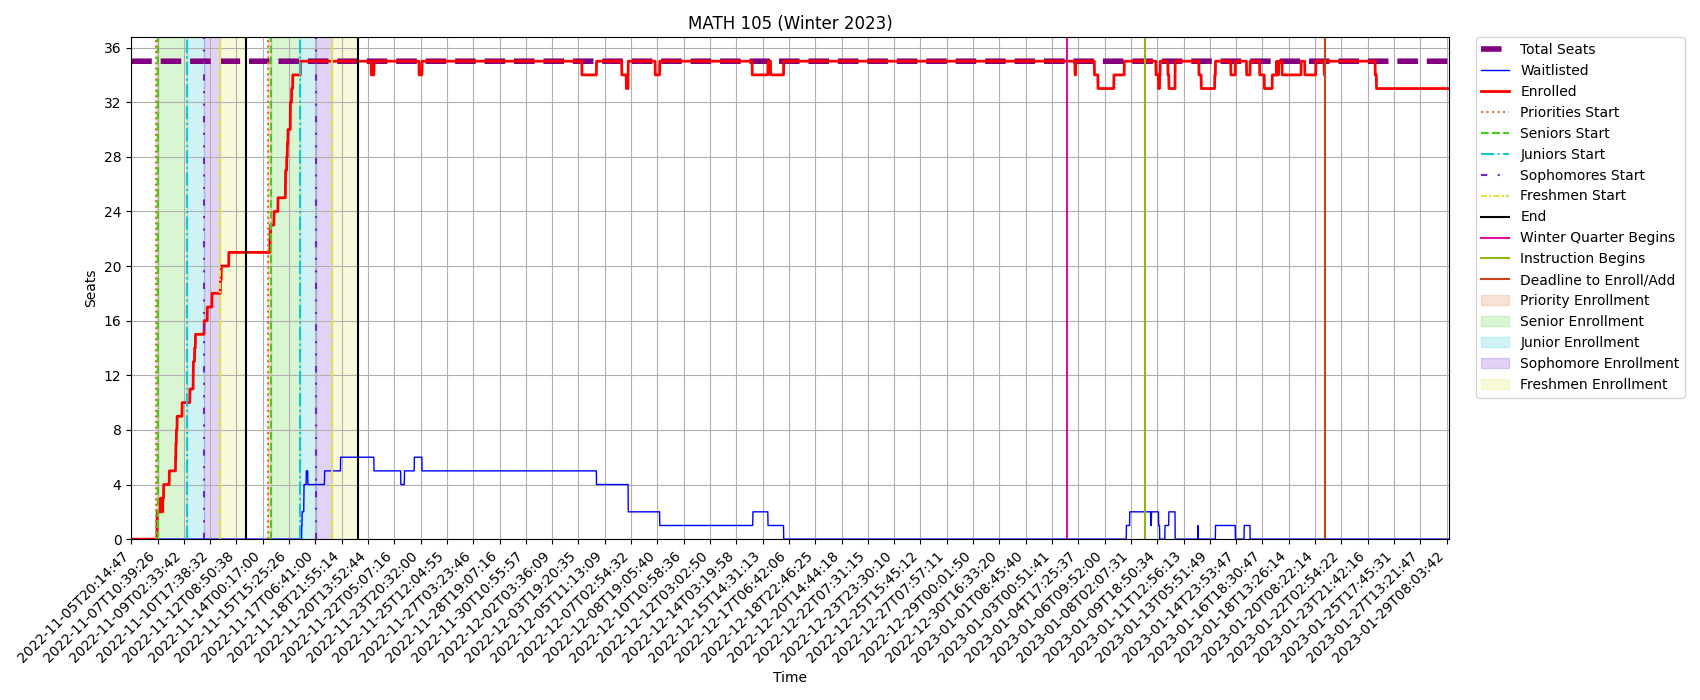 MATH 105 (Winter 2023)
36
32
28
24
20
16
12
8
4
0
Seats
2022-11-05T20:14:47
2022-11-07T10:39:26
2022-11-09T02:33:42
2022-11-10T17:38:32
2022-11-12T08:50:38
2022-11-14T00:17:00
2022-11-15T15:25:26
2022-11-17T06:41:00
2022-11-18T21:55:14
2022-11-20T13:52:44
2022-11-22T05:07:16
2022-11-23T20:32:00
2022-11-25T12:04:55
2022-11-27T03:23:46
2022-11-28T19:07:16
2022-11-30T10:55:57
2022-12-02T03:36:09
2022-12-03T19:20:35
2022-12-05T11:13:09
2022-12-07T02:54:32
2022-12-08T19:05:40
2022-12-10T10:58:36
2022-12-12T03:02:50
2022-12-14T03:19:58
2022-12-15T14:31:13
2022-12-17T06:42:06
2022-12-18T22:46:25
2022-12-20T14:44:18
2022-12-22T07:31:15
2022-12-23T23:30:10
2022-12-25T15:45:12
2022-12-27T07:57:11
2022-12-29T00:01:50
2022-12-30T16:33:20
2023-01-01T08:45:40
2023-01-03T00:51:41
2023-01-04T17:25:37
2023-01-06T09:52:00
2023-01-08T02:07:31
2023-01-09T18:50:34
2023-01-11T12:56:13
2023-01-13T05:51:49
2023-01-14T23:53:47
2023-01-16T18:30:47
2023-01-18T13:26:14
2023-01-20T08:22:14
2023-01-22T02:54:22
2023-01-23T21:42:16
2023-01-25T17:45:31
2023-01-27T13:21:47
2023-01-29T08:03:42
Time
Total Seats
Waitlisted
Enrolled
Priorities Start
Seniors Start
Juniors Start
Sophomores Start
Freshmen Start
End
Winter Quarter Begins
Instruction Begins
Deadline to Enroll/Add
Priority Enrollment
Senior Enrollment
Junior Enrollment
Sophomore Enrollment
Freshmen Enrollment